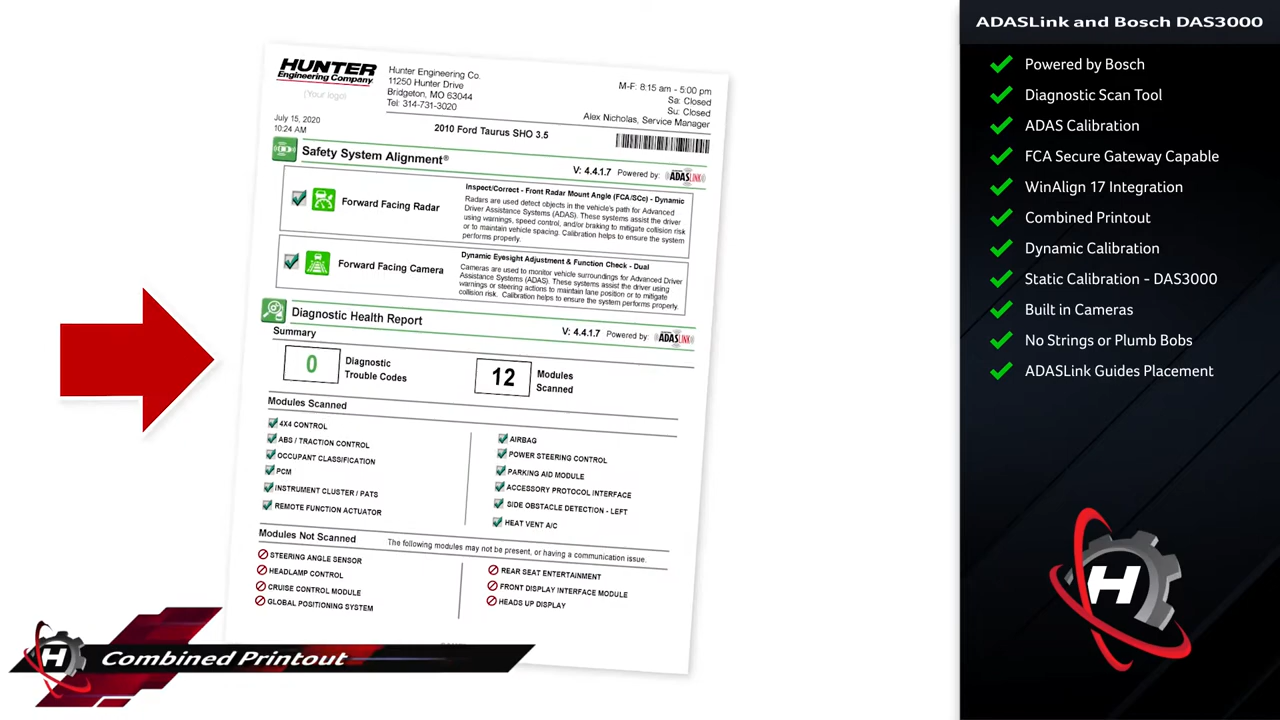 HUNTER
Engineering Company
(Your logo)
Hunter Engineering Co.
11250 Hunter Drive
Bridgeton, MO 63044
Tel: 314-731-3020
M-F: 8:15 am - 5:00 pm
Sa: Closed
Su: Closed
Alex Nicholas, Service Manager
July 15, 2020
10:24 AM
2010 Ford Taurus SHO 3.5
Safety System Alignment®
V: 4.4.1.7 Powered by: ADASLINK
Forward Facing Radar
Inspect/Correct - Front Radar Mount Angle (FCA/SCc) - Dynamic
Radars are used detect objects in the vehicle's path for Advanced
Driver Assistance Systems (ADAS). These systems assist the driver
using warnings, speed control, and/or braking to mitigate collision risk
or to maintain vehicle spacing. Calibration helps to ensure the system
performs properly.
Forward Facing Camera
Dynamic Eyesight Adjustment & Function Check - Dual
Cameras are used to monitor vehicle surroundings for Advanced Driver
Assistance Systems (ADAS). These systems assist the driver using
warnings or steering actions to maintain lane position or to mitigate
collision risk. Calibration helps to ensure the system performs properly.
Diagnostic Health Report
V: 4.4.1.7 Powered by: ADASLINK
Summary
0
Diagnostic
Trouble Codes
12
Modules
Scanned
Modules Scanned
4X4 CONTROL
ABS / TRACTION CONTROL
OCCUPANT CLASSIFICATION
PCM
INSTRUMENT CLUSTER / PATS
REMOTE FUNCTION ACTUATOR
AIRBAG
POWER STEERING CONTROL
PARKING AID MODULE
ACCESSORY PROTOCOL INTERFACE
SIDE OBSTACLE DETECTION - LEFT
HEAT VENT A/C
Modules Not Scanned
The following modules may not be present, or having a communication issue.
STEERING ANGLE SENSOR
HEADLAMP CONTROL
CRUISE CONTROL MODULE
GLOBAL POSITIONING SYSTEM
REAR SEAT ENTERTAINMENT
FRONT DISPLAY INTERFACE MODULE
HEADS UP DISPLAY
H
Combined Printout
ADASLink and Bosch DAS3000
Powered by Bosch
Diagnostic Scan Tool
ADAS Calibration
FCA Secure Gateway Capable
WinAlign 17 Integration
Combined Printout
Dynamic Calibration
Static Calibration - DAS3000
Built in Cameras
No Strings or Plumb Bobs
ADASLink Guides Placement
H